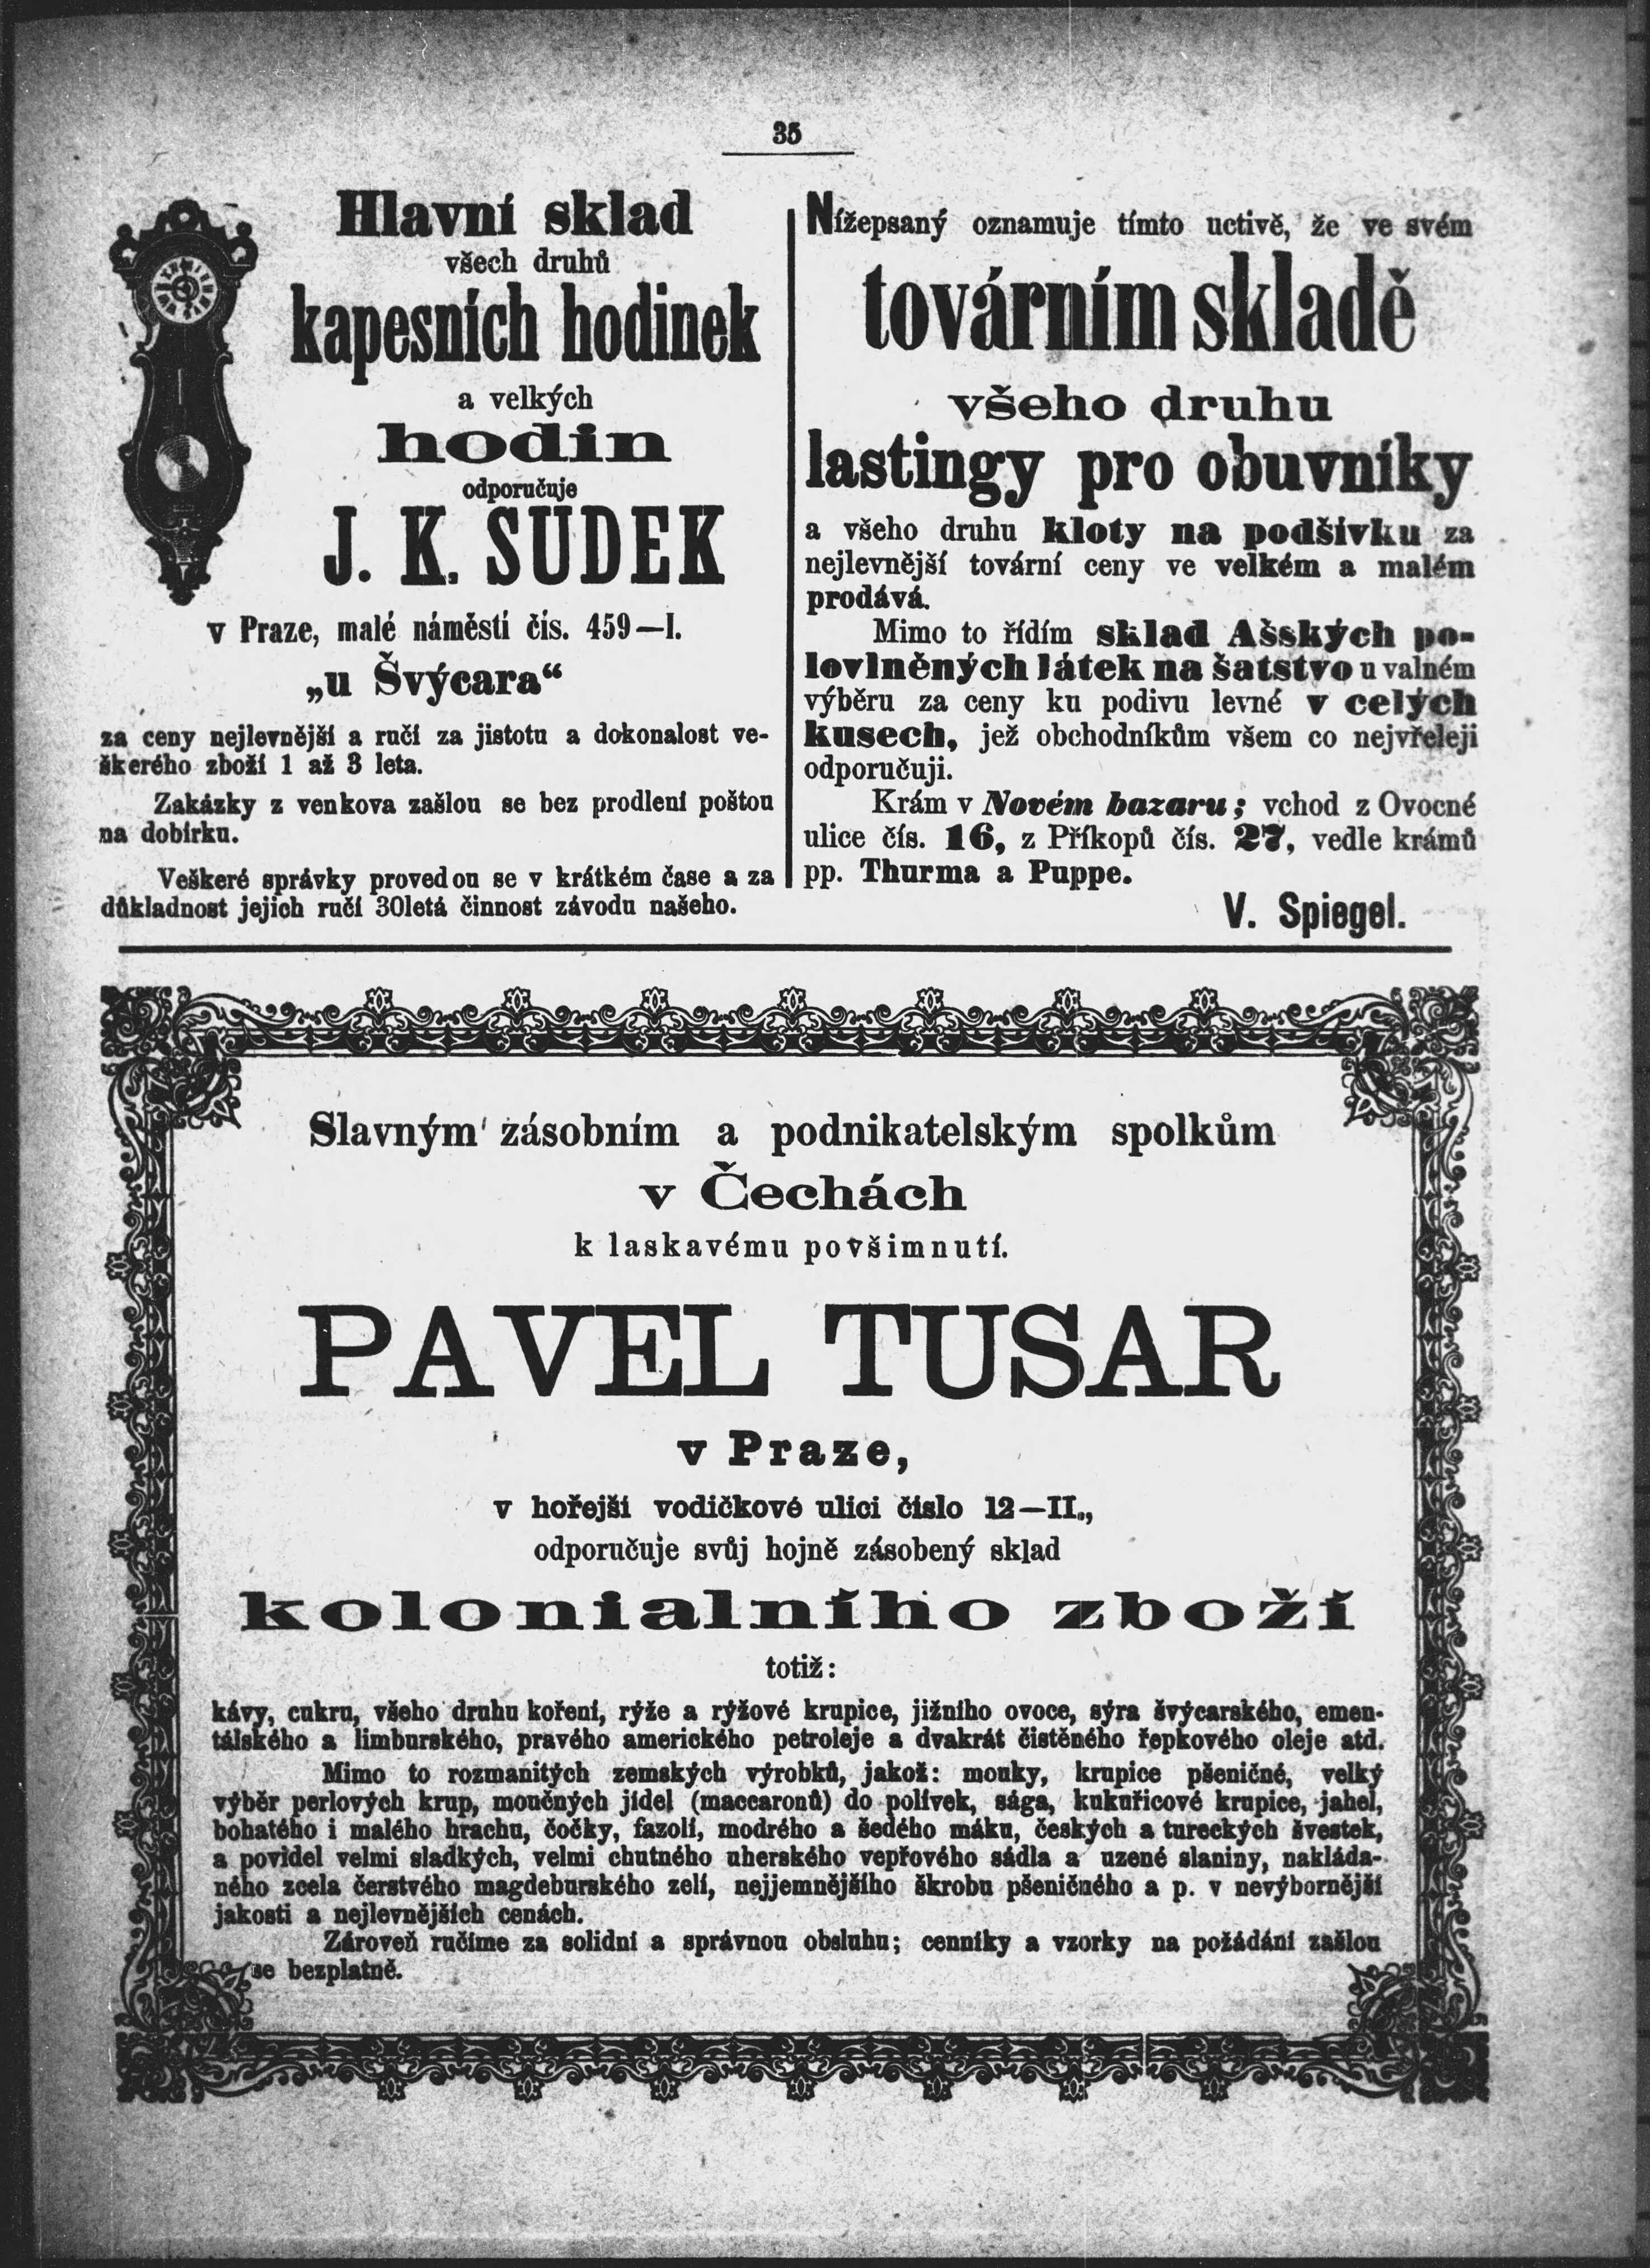 35
Hlavní sklad
všech druhů
kapesních hodinek
a velkých
hodin
odporučuje
J. K. SUDEK
v Praze, malé náměstí čís. 459—I.
„u Švýcara“
za ceny nejlevnější a ručí za jistotu a dokonalost ve-
škerého zboží 1 až 3 leta.
Zakázky z venkova zašlou se bez prodlení poštou
na dobírku.
Veškeré správky provedou se v krátkém čase a za
důkladnost jejich ručí 30letá činnost závodu našeho.
Nížepsaný oznamuje tímto uctivě, že ve svém
továrním skladě
všeho druhu
lastingy pro obuvníky
a všeho druhu kloty na podšívku za
nejlevnější tovární ceny ve velkém a malém
prodává.
Mimo to řídím sklad Ašských po-
lovlněných látek na šatstvo u valném
výběru za ceny ku podivu levné v celých
kusech, jež obchodníkům všem co nejvřeleji
odporučuji.
Krám v Novém bazaru; vchod z Ovocné
ulice čís. 16, z Příkopů čís. 27, vedle krámů
pp. Thurma a Puppe.
V. Spiegel.
Slavným zásobním a podnikatelským spolkům
v Čechách
k laskavému povšimnutí.
PAVEL TUSAR
v Praze,
v hořejší vodičkové ulici číslo 12—II.,
odporučuje svůj hojně zásobený sklad
kolonialního zboží
totiž:
kávy, cukru, všeho druhu koření, rýže a rýžové krupice, jižního ovoce, sýra švýcarského, emen-
tálského a limburského, pravého amerického petroleje a dvakrát čistěného řepkového oleje atd.
Mimo to rozmanitých zemských výrobků, jakož: mouky, krupice pšeničné, velký
výběr perlových krup, moučných jídel (maccaronů) do polívek, sága, kukuřicové krupice, jahel,
bohatého i malého hrachu, čočky, fazolí, modrého a šedého máku, českých a tureckých švestek,
a povidel velmi sladkých, velmi chutného uherského vepřového sádla a uzené slaniny, nakláda-
ného zcela čerstvého magdeburského zelí, nejjemnějšího škrobu pšeničného a p. v nevýbornější
jakosti a nejlevnějších cenách.
Zároveň ručíme za solidní a správnou obsluhu; cenníky a vzorky na požádání zašlou
se bezplatně.